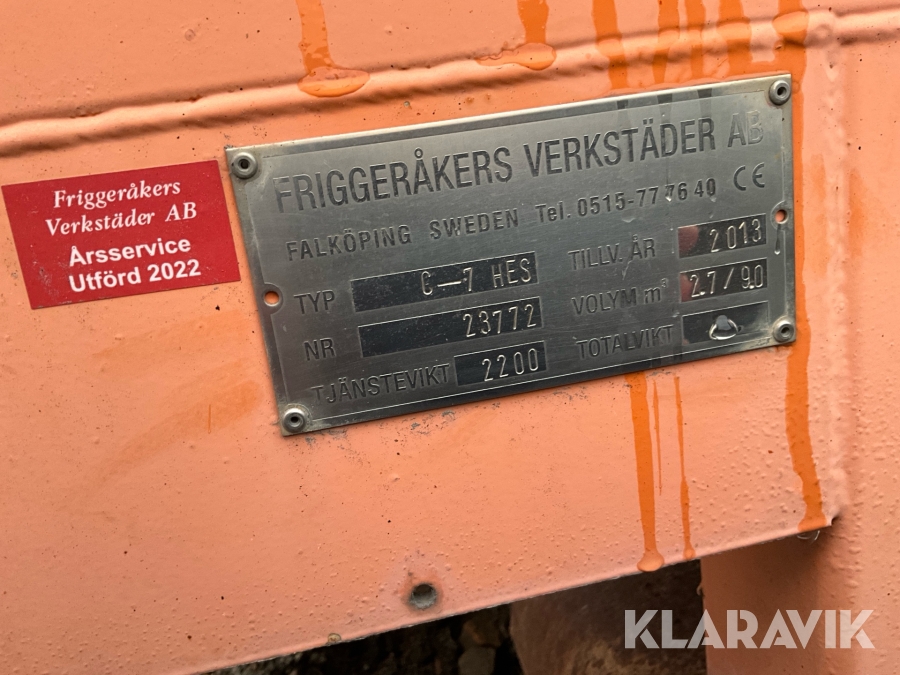 Friggeråkers
Verkstäder AB
Årsservice
Utförd 2022
FRIGGERÅKERS VERKSTÄDER AB
FALKÖPING SWEDEN Tel. 0515-77 76 40 CE
TYP C-7 HES TILLV. ÅR 2013
NR 23772 VOLYM m³ 2.7/9.0
TJÄNSTEVIKT 2200 TOTALVIKT
KLARAVIK